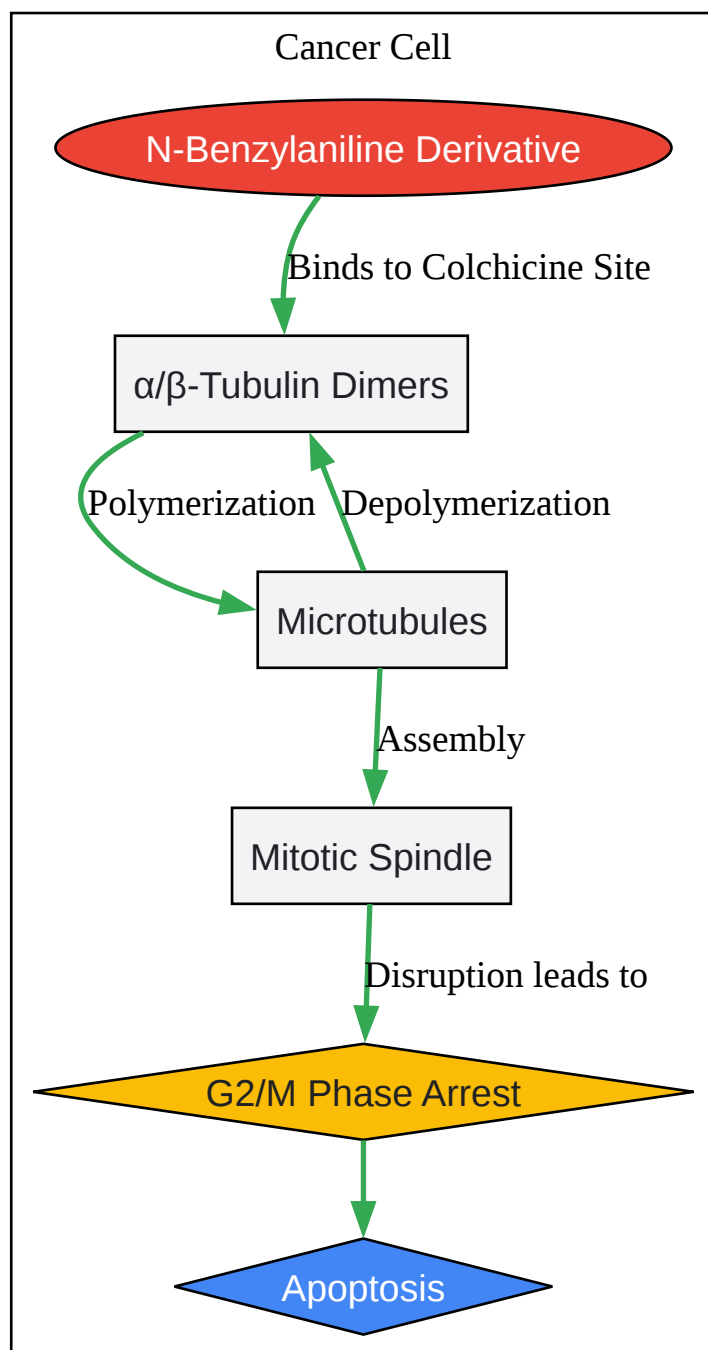 Cancer Cell
N-Benzylaniline Derivative
Binds to Colchicine Site
α/β-Tubulin Dimers
Polymerization
Depolymerization
Microtubules
Assembly
Mitotic Spindle
Disruption leads to
G2/M Phase Arrest
Apoptosis